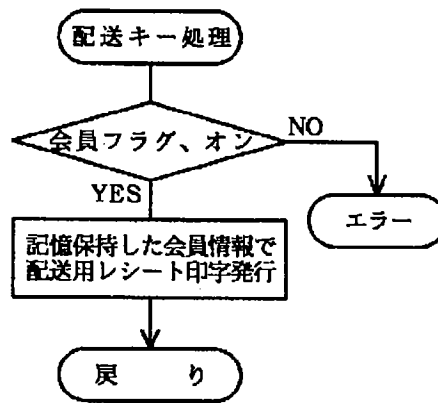 配送キー処理
会員フラグ、オン
NO
YES
エラー
記憶保持した会員情報で
配送用レシート印字発行
戻り